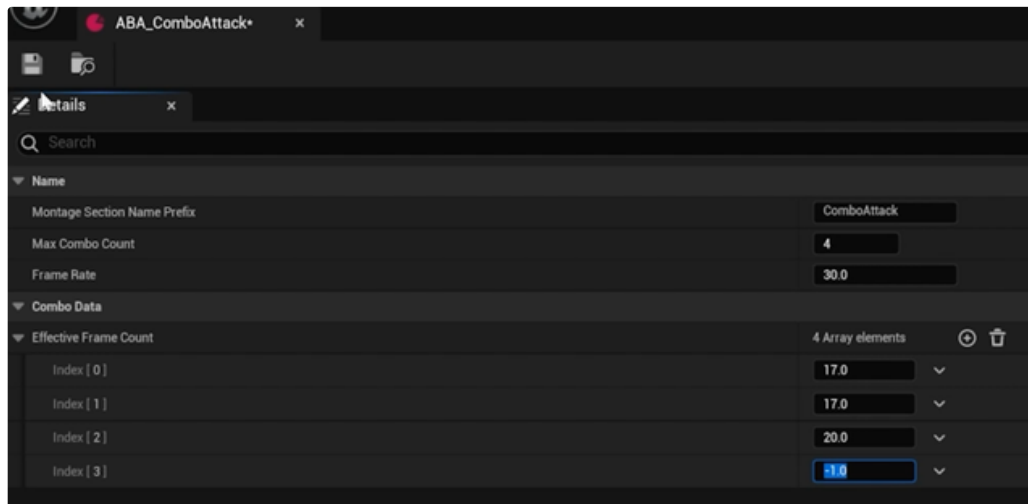 ABA_ComboAttack•
Details
Search
Name
Montage Section Name Prefix ComboAttack
Max Combo Count 4
Frame Rate 30.0
Combo Data
Effective Frame Count 4 Array elements
Index [ 0 ] 17.0
Index [ 1 ] 17.0
Index [ 2 ] 20.0
Index [ 3 ] -1.0